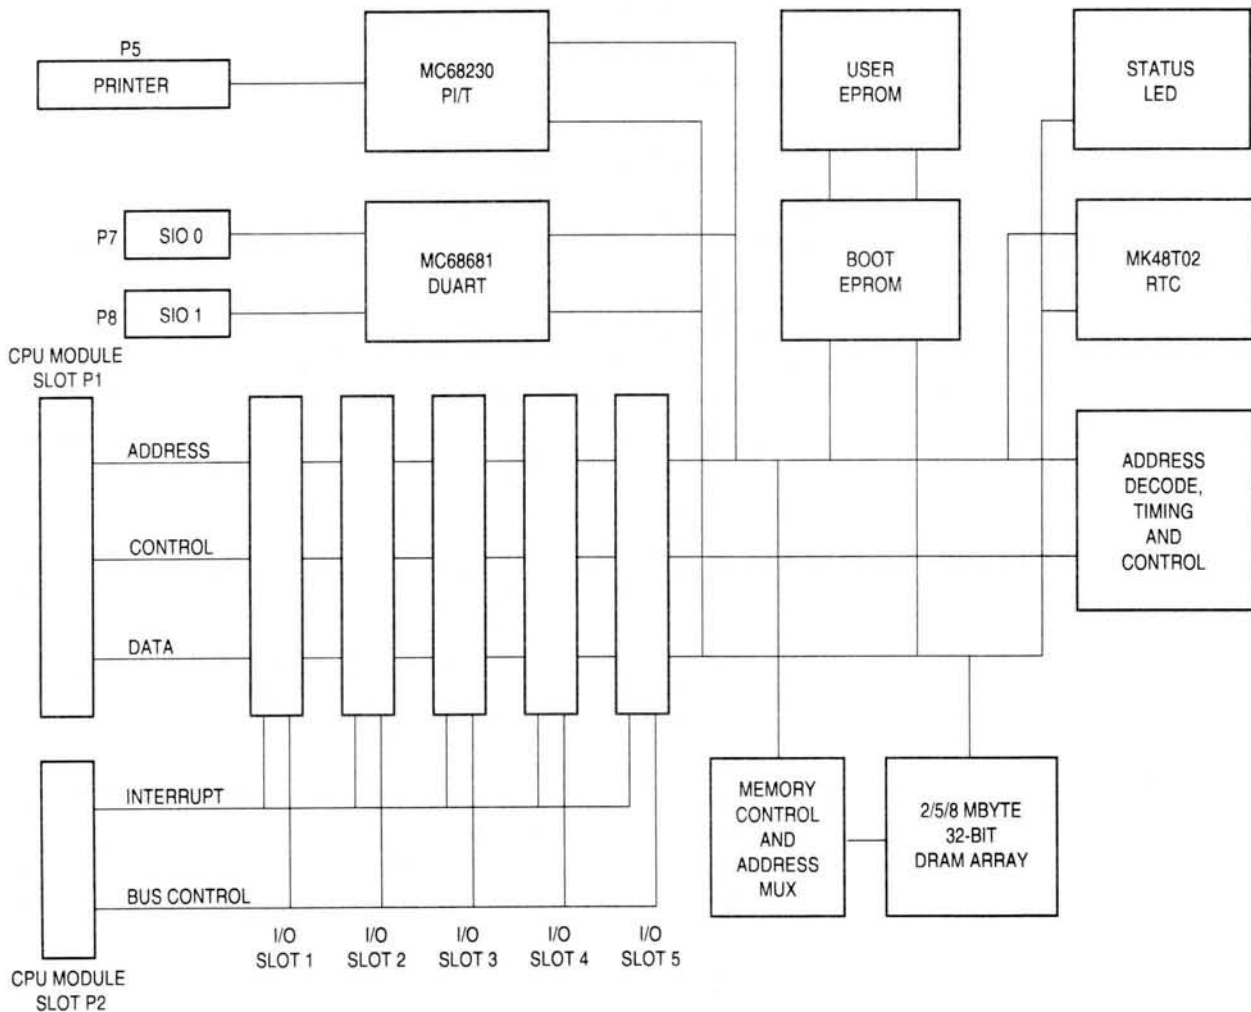 P5
PRINTER
MC68230
PI/T
USER
EPROM
STATUS
LED
P7
SIO 0
P8
SIO 1
MC68681
DUART
BOOT
EPROM
MK48T02
RTC
CPU MODULE
SLOT P1
ADDRESS
CONTROL
DATA
ADDRESS
DECODE,
TIMING
AND
CONTROL
INTERRUPT
BUS CONTROL
MEMORY
CONTROL
AND
ADDRESS
MUX
2/5/8 MBYTE
32-BIT
DRAM ARRAY
I/O
SLOT 1
I/O
SLOT 2
I/O
SLOT 3
I/O
SLOT 4
I/O
SLOT 5
CPU MODULE
SLOT P2